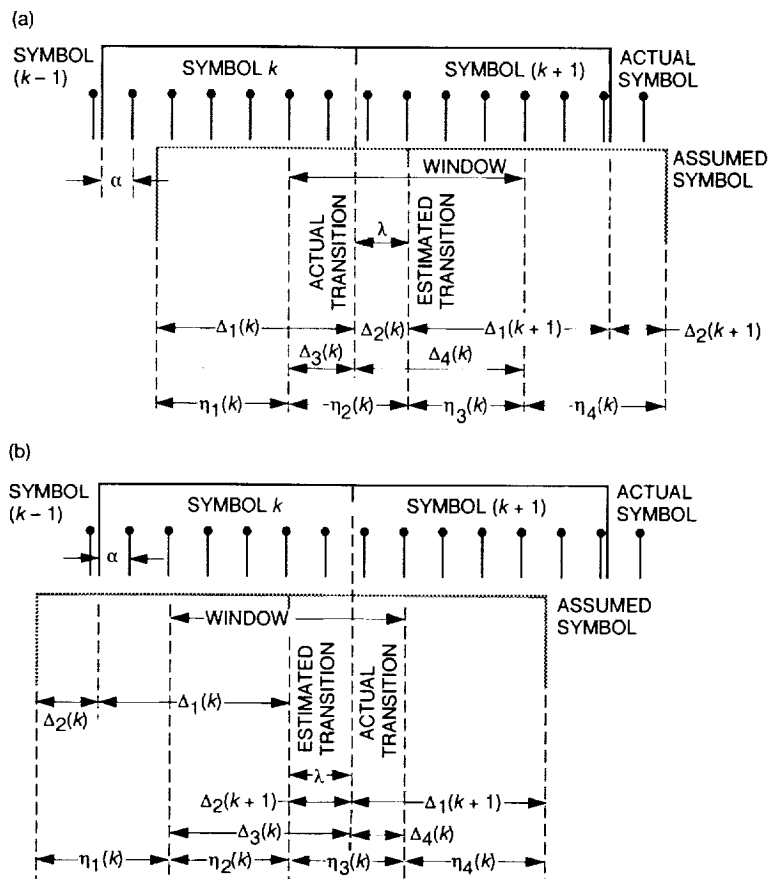 (a)
SYMBOL
(k – 1)
SYMBOL k
SYMBOL (k + 1)
ACTUAL
SYMBOL
ASSUMED
SYMBOL
α
WINDOW
ACTUAL
TRANSITION
λ
ESTIMATED
TRANSITION
Δ1(k)
Δ2(k)
Δ1(k + 1)
Δ2(k + 1)
Δ3(k)
Δ4(k)
η1(k)
η2(k)
η3(k)
η4(k)
(b)
SYMBOL
(k – 1)
SYMBOL k
SYMBOL (k + 1)
ACTUAL
SYMBOL
α
ASSUMED
SYMBOL
WINDOW
ESTIMATED
TRANSITION
ACTUAL
TRANSITION
Δ2(k)
Δ1(k)
λ
Δ2(k + 1)
Δ1(k + 1)
Δ3(k)
Δ4(k)
η1(k)
η2(k)
η3(k)
η4(k)